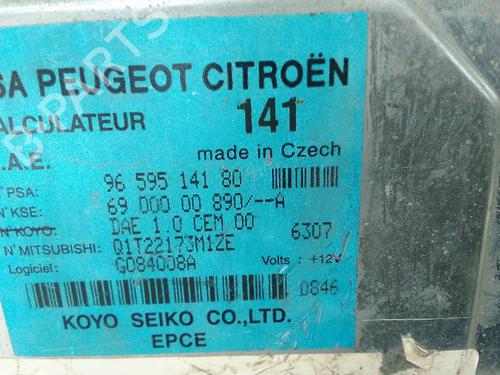 SA PEUGEOT CITROËN
ALCULATEUR 141
.A.E. made in Czech
PSA: 96 595 141 80
N° KSE: 69 000 00 890/--A
N° KOYO: DAE 1.0 CEM 00 6307
N° MITSUBISHI: Q1T22173M1ZE
Logiciel: G084008A Volts : +12V
0846
KOYO SEIKO CO.,LTD.
EPCE